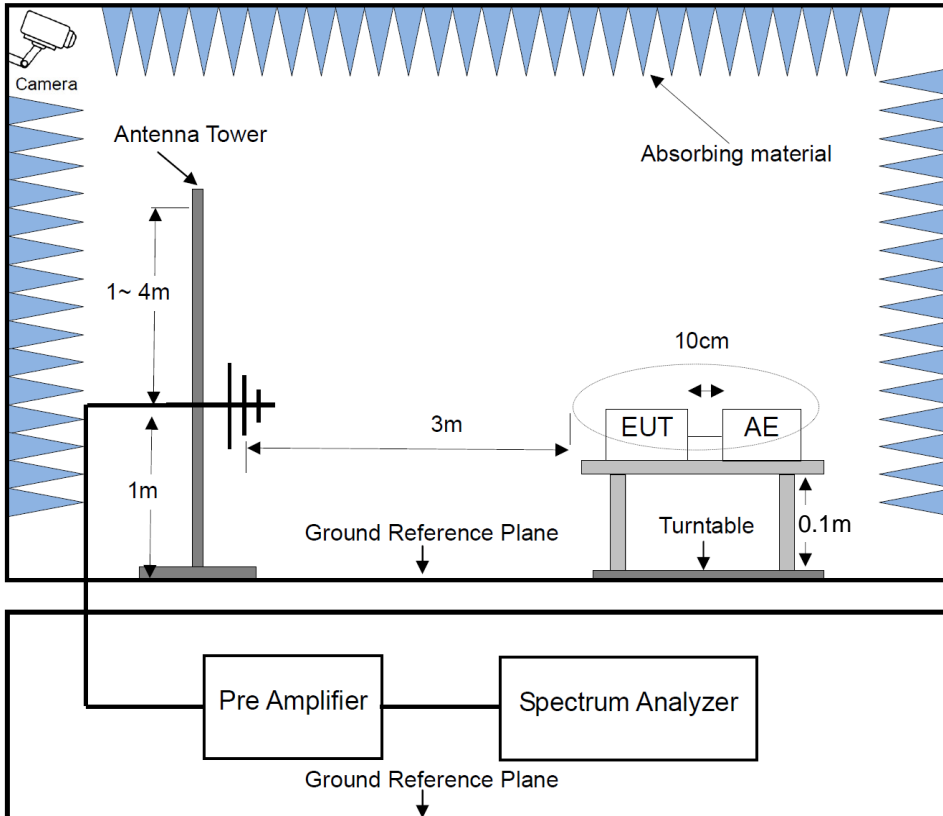 Camera
Antenna Tower
Absorbing material
1~ 4m
10cm
EUT
AE
3m
1m
0.1m
Ground Reference Plane
Turntable
Pre Amplifier
Spectrum Analyzer
Ground Reference Plane